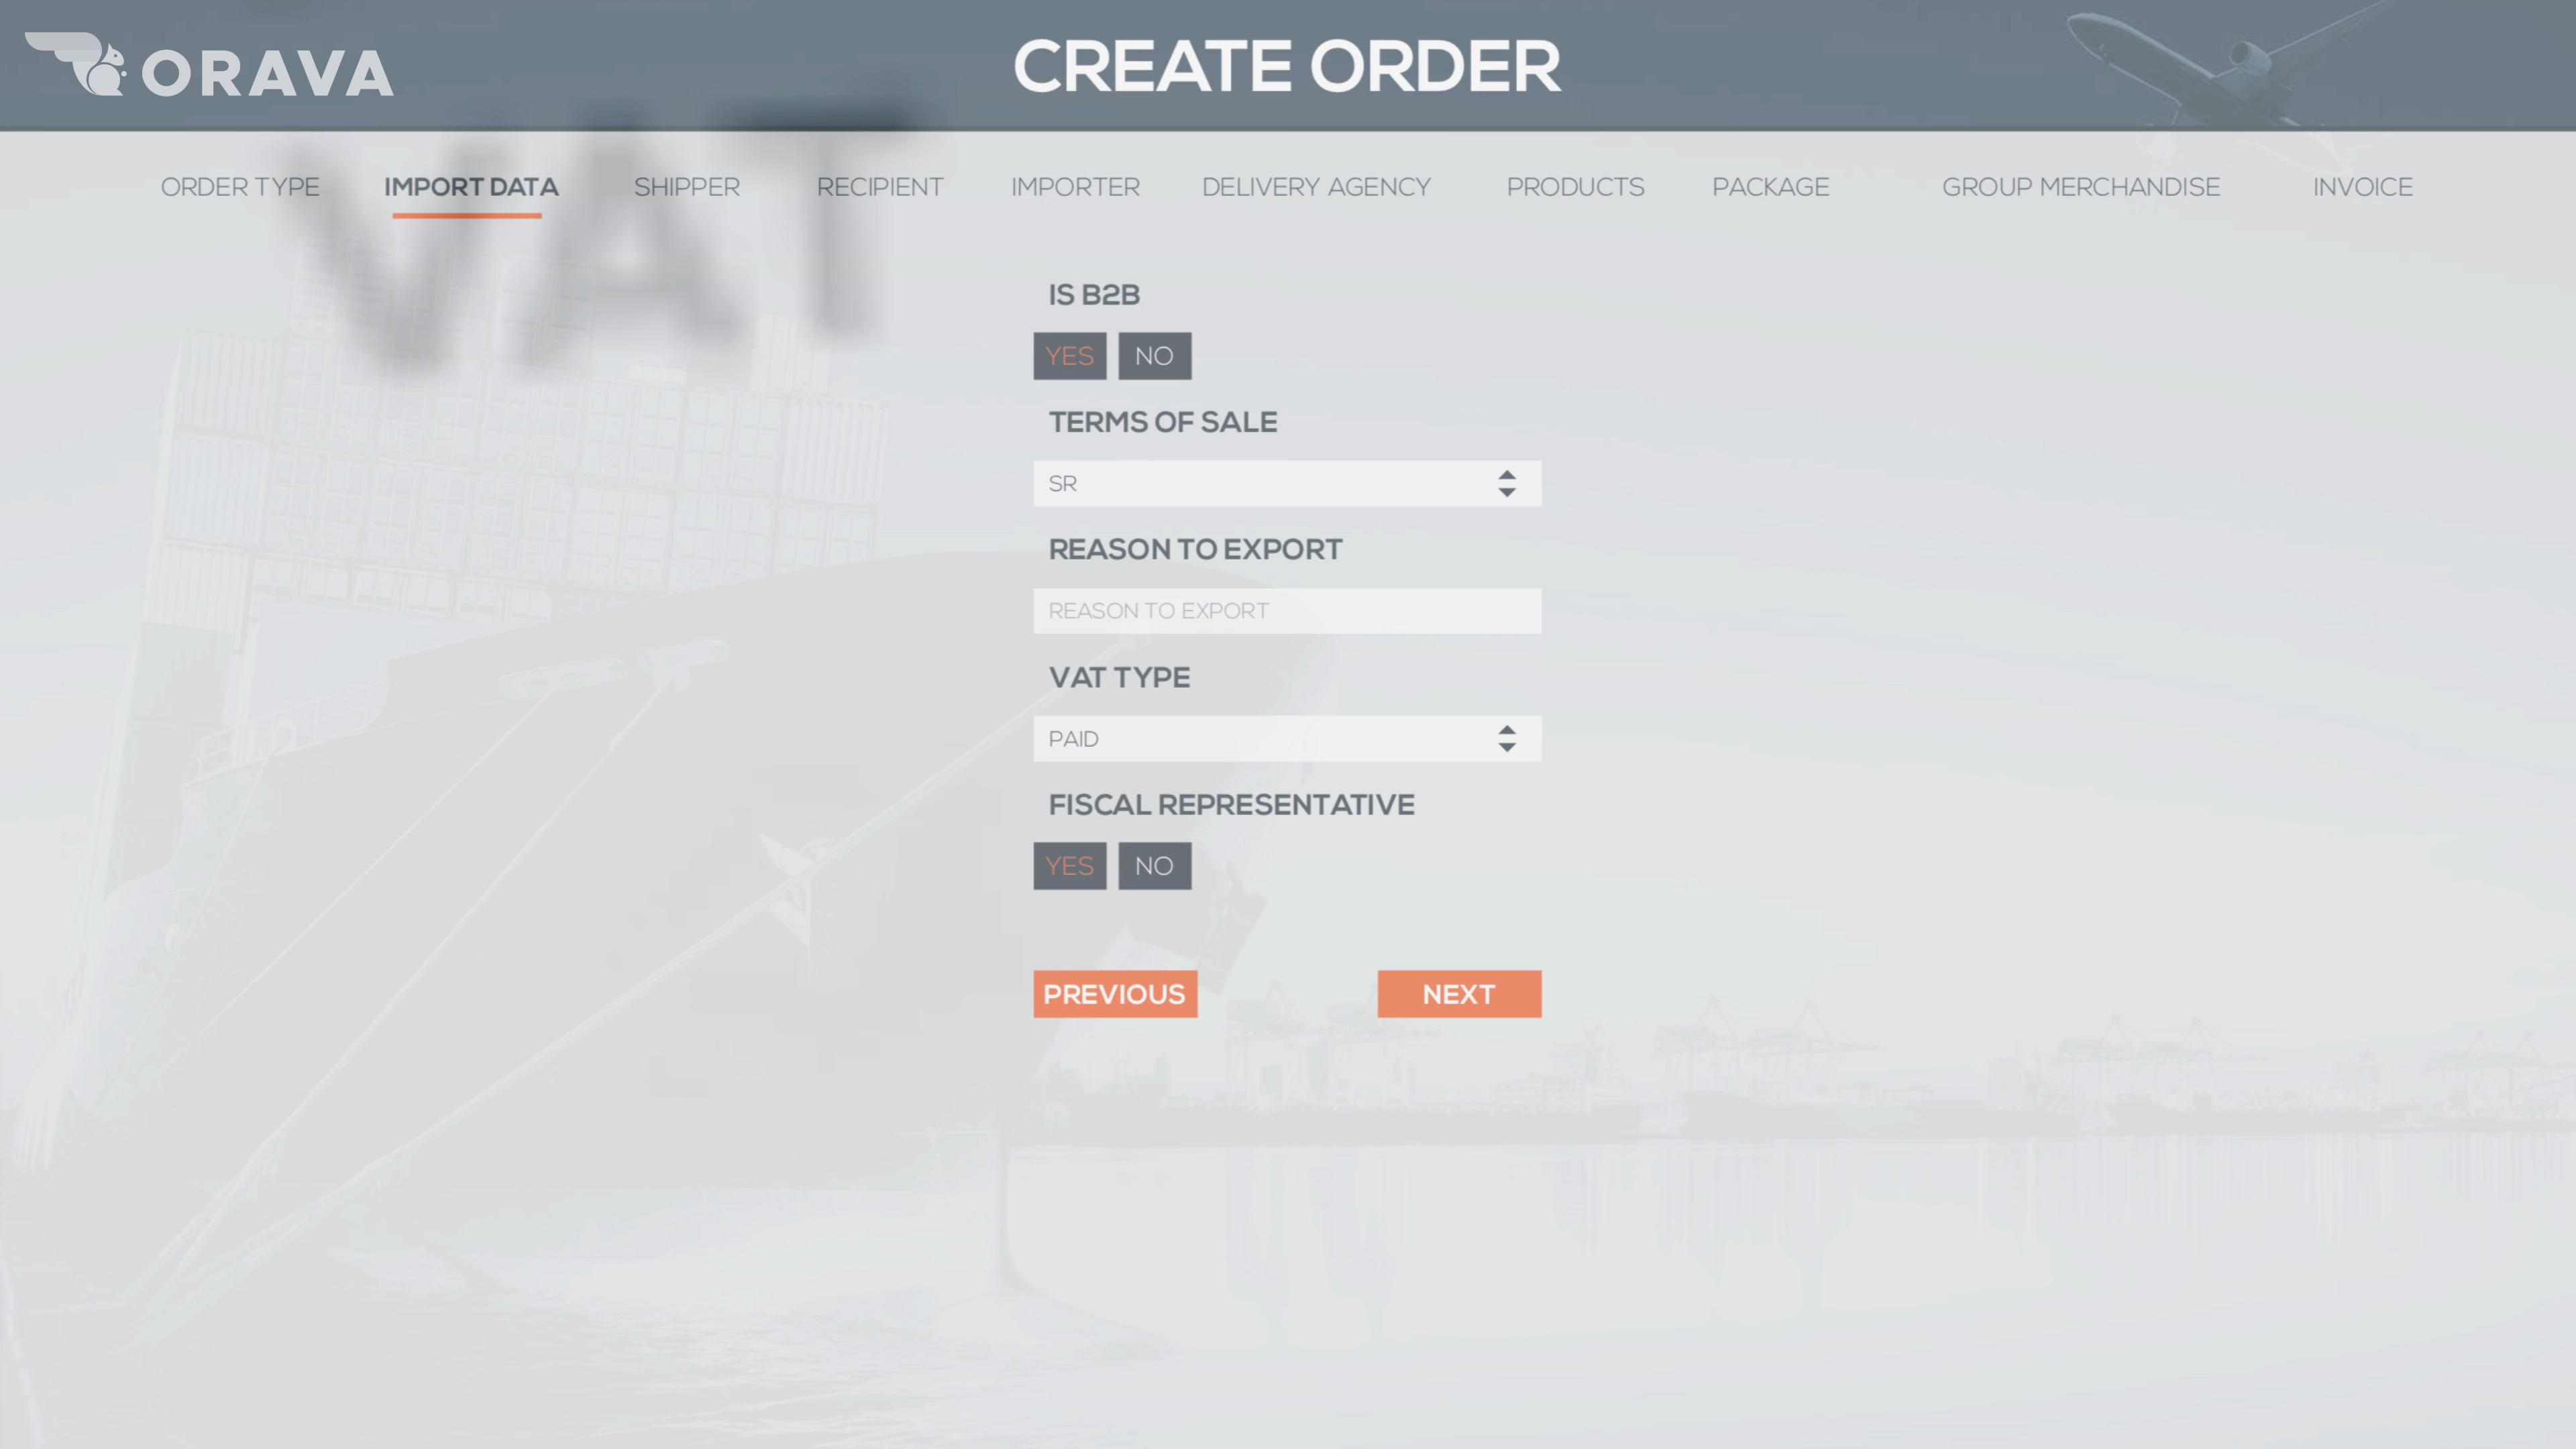 ORAVA
CREATE ORDER
VAT
ORDER TYPE IMPORT DATA SHIPPER RECIPIENT IMPORTER DELIVERY AGENCY PRODUCTS PACKAGE GROUP MERCHANDISE INVOICE
IS B2B
YES NO
TERMS OF SALE
SR
REASON TO EXPORT
REASON TO EXPORT
VAT TYPE
PAID
FISCAL REPRESENTATIVE
YES NO
PREVIOUS NEXT